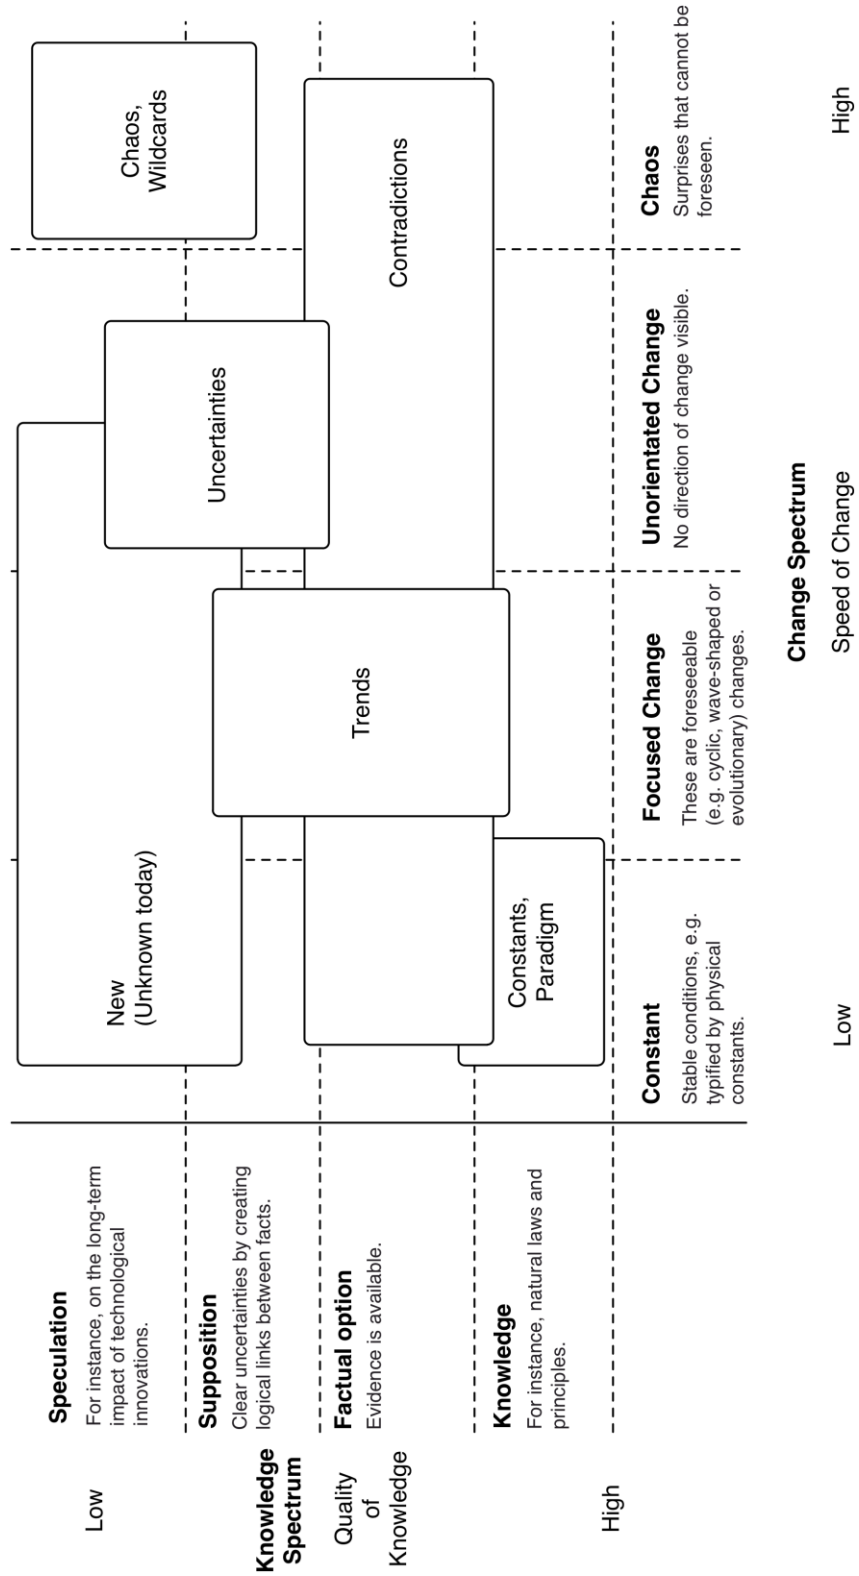 Low
Speculation
For instance, on the long-term
impact of technological
innovations.
New
(Unknown today)
Chaos,
Wildcards
Knowledge
Spectrum
Supposition
Clear uncertainties by creating
logical links between facts.
Uncertainties
Quality
of
Knowledge
Factual option
Evidence is available.
Trends
Contradictions
High
Knowledge
For instance, natural laws and
principles.
Constants,
Paradigm
Constant
Stable conditions, e.g.
typified by physical
constants.
Focused Change
These are foreseeable
(e.g. cyclic, wave-shaped or
evolutionary) changes.
Unorientated Change
No direction of change visible.
Chaos
Surprises that cannot be
foreseen.
Change Spectrum
Low
Speed of Change
High